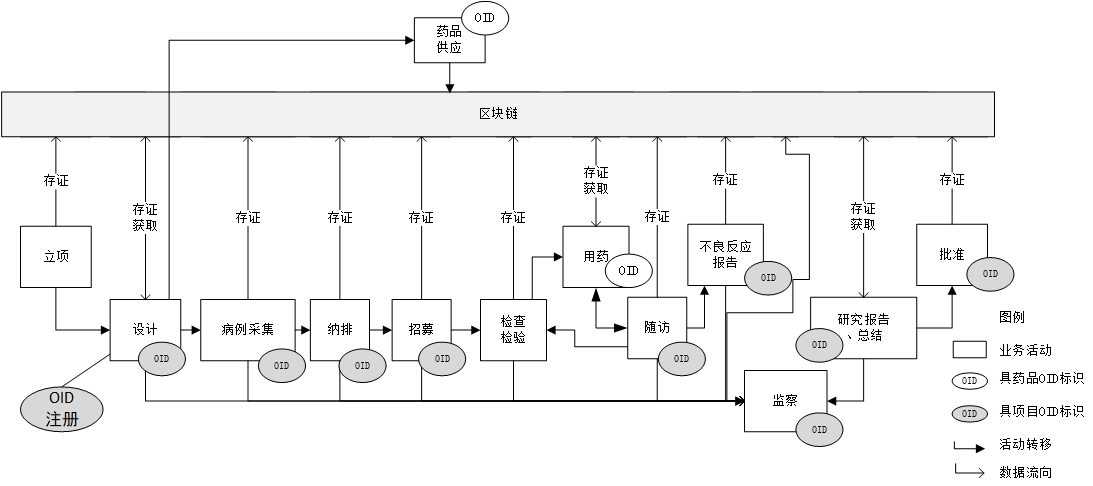 药品
供应
OID
区块链
存证
存证
获取
存证
存证
存证
存证
存证
获取
存证
存证
存证
获取
存证
立项
用药
OID
不良反应
报告
OID
批准
OID
设计
OID
病例采集
OID
纳排
OID
招募
OID
检查
检验
随访
OID
研究报告
、总结
OID
监察
OID
OID
注册
图例
业务活动
OID
具药品OID标识
OID
具项目OID标识
活动转移
数据流向